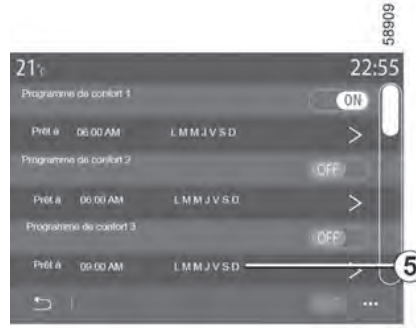 58909
21°c 22:55
Programme de confort 1 ON
Prêt à 06:00 AM L M M J V S D >
Programme de confort 2 OFF
Prêt à 06:00 AM L M M J V S D >
Programme de confort 3 OFF
Prêt à 09:00 AM L M M J V S D > 5
...